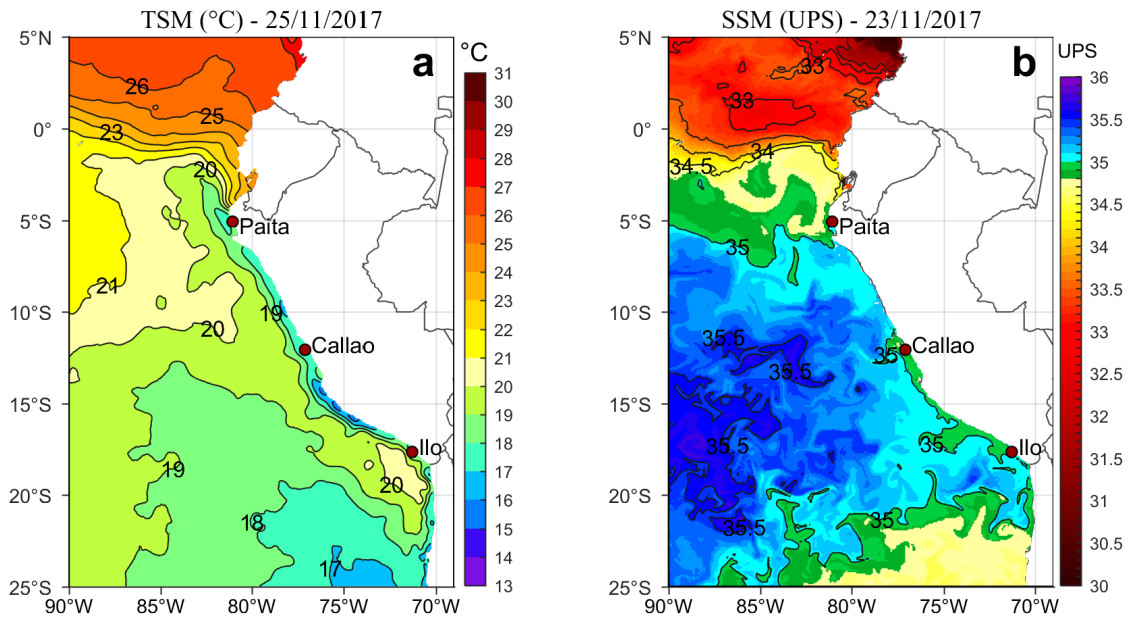 TSM (°C) - 25/11/2017
5°N
0°
5°S
10°S
15°S
20°S
25°S
90°W
85°W
80°W
75°W
70°W
a
26
25
23
20
21
20
19
19
18
17
20
Paita
Callao
Ilo
°C
31
30
29
28
27
26
25
24
23
22
21
20
19
18
17
16
15
14
13
SSM (UPS) - 23/11/2017
5°N
0°
5°S
10°S
15°S
20°S
25°S
90°W
85°W
80°W
75°W
70°W
b
33
33
34
34.5
35
35.5
35.5
35
35.5
35
35.5
35
Paita
Callao
Ilo
UPS
36
35.5
35
34.5
34
33.5
33
32.5
32
31.5
31
30.5
30